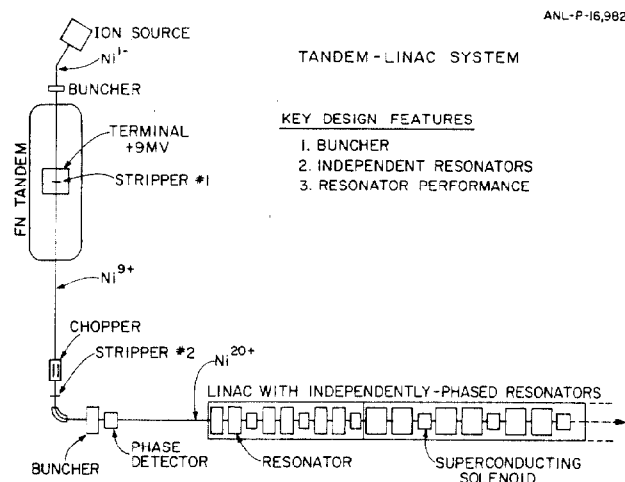 ANL-P-16,982
ION SOURCE
Ni1-
BUNCHER
TANDEM-LINAC SYSTEM
KEY DESIGN FEATURES
1. BUNCHER
2. INDEPENDENT RESONATORS
3. RESONATOR PERFORMANCE
TERMINAL
+9MV
STRIPPER #1
FN TANDEM
Ni9+
CHOPPER
STRIPPER #2
Ni20+
LINAC WITH INDEPENDENTLY-PHASED RESONATORS
BUNCHER
PHASE
DETECTOR
RESONATOR
SUPERCONDUCTING
SOLENOID